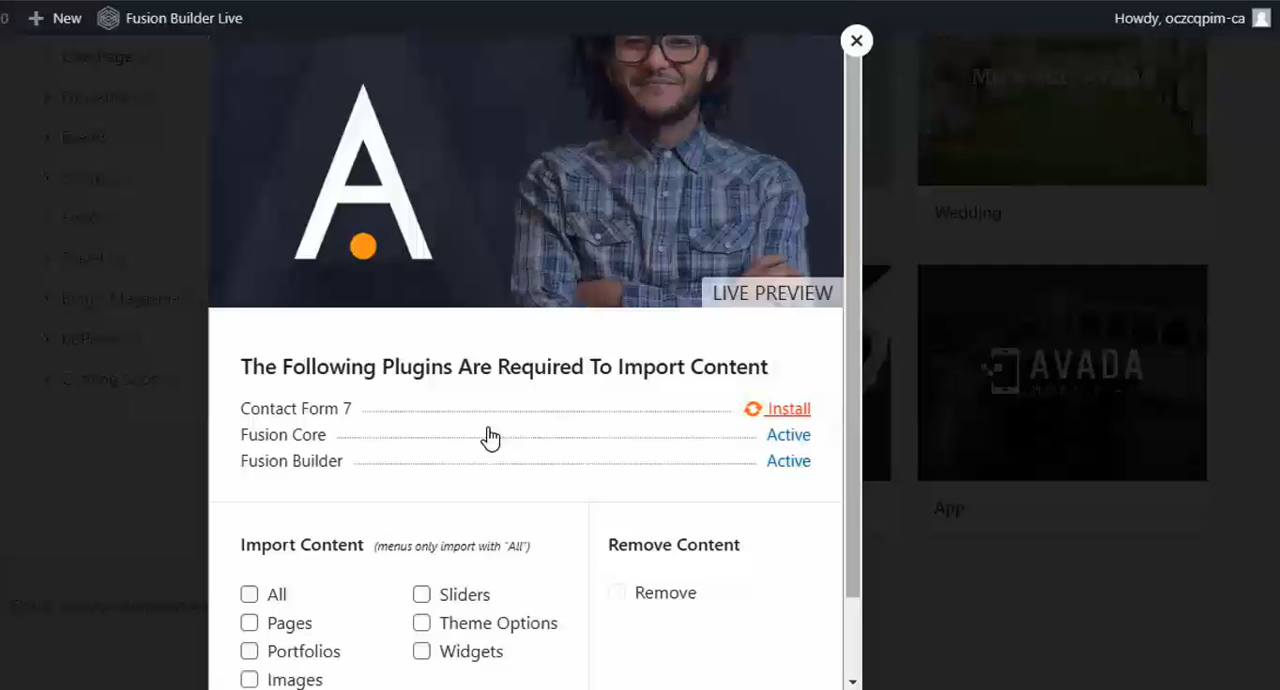 0 New Fusion Builder Live Howdy, oczcqpim-ca
LIVE PREVIEW
Wedding
AVADA
App
The Following Plugins Are Required To Import Content
Contact Form 7 Install
Fusion Core Active
Fusion Builder Active
Import Content (menus only import with "All")
All
Pages
Portfolios
Images
Sliders
Theme Options
Widgets
Remove Content
Remove